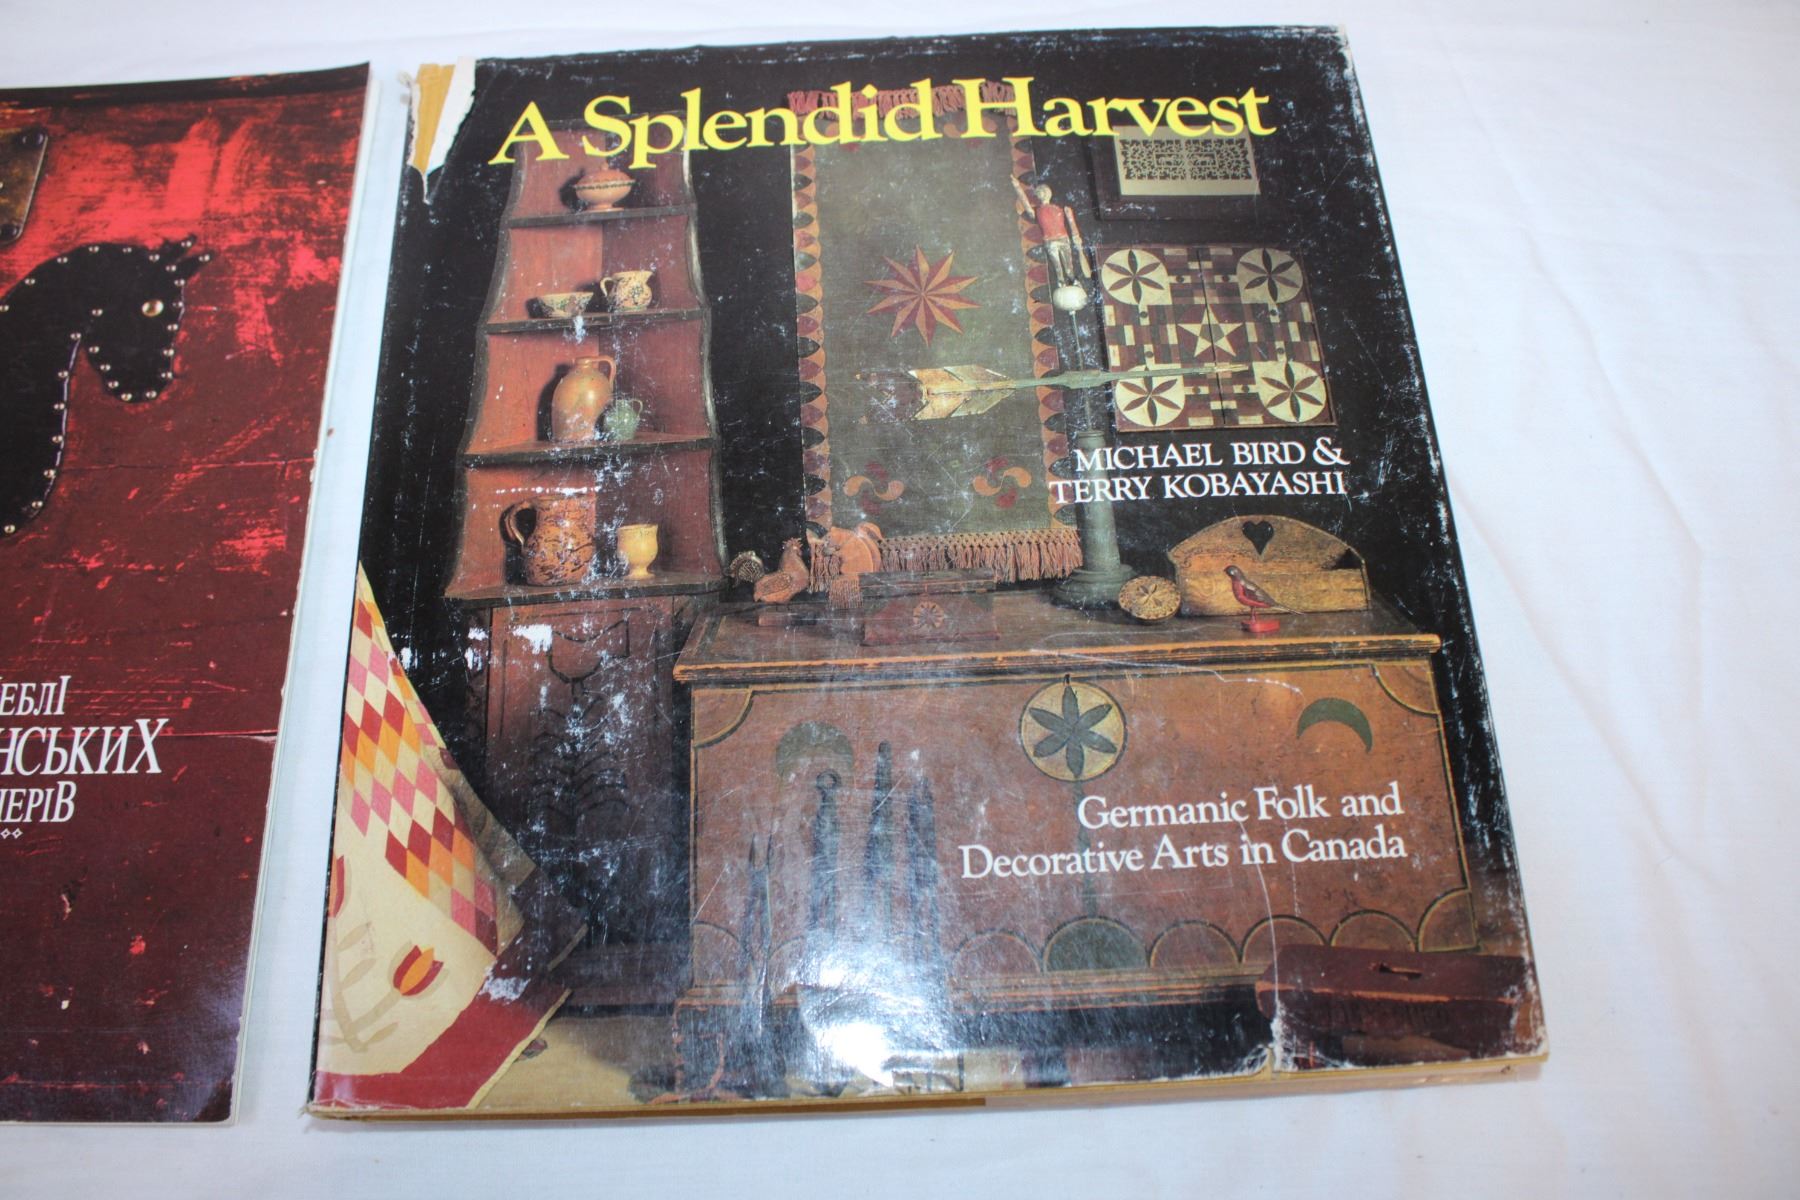 A Splendid Harvest
MICHAEL BIRD &
TERRY KOBAYASHI
Germanic Folk and
Decorative Arts in Canada
ЕБЛІ
НСЬКИХ
ЕРІВ